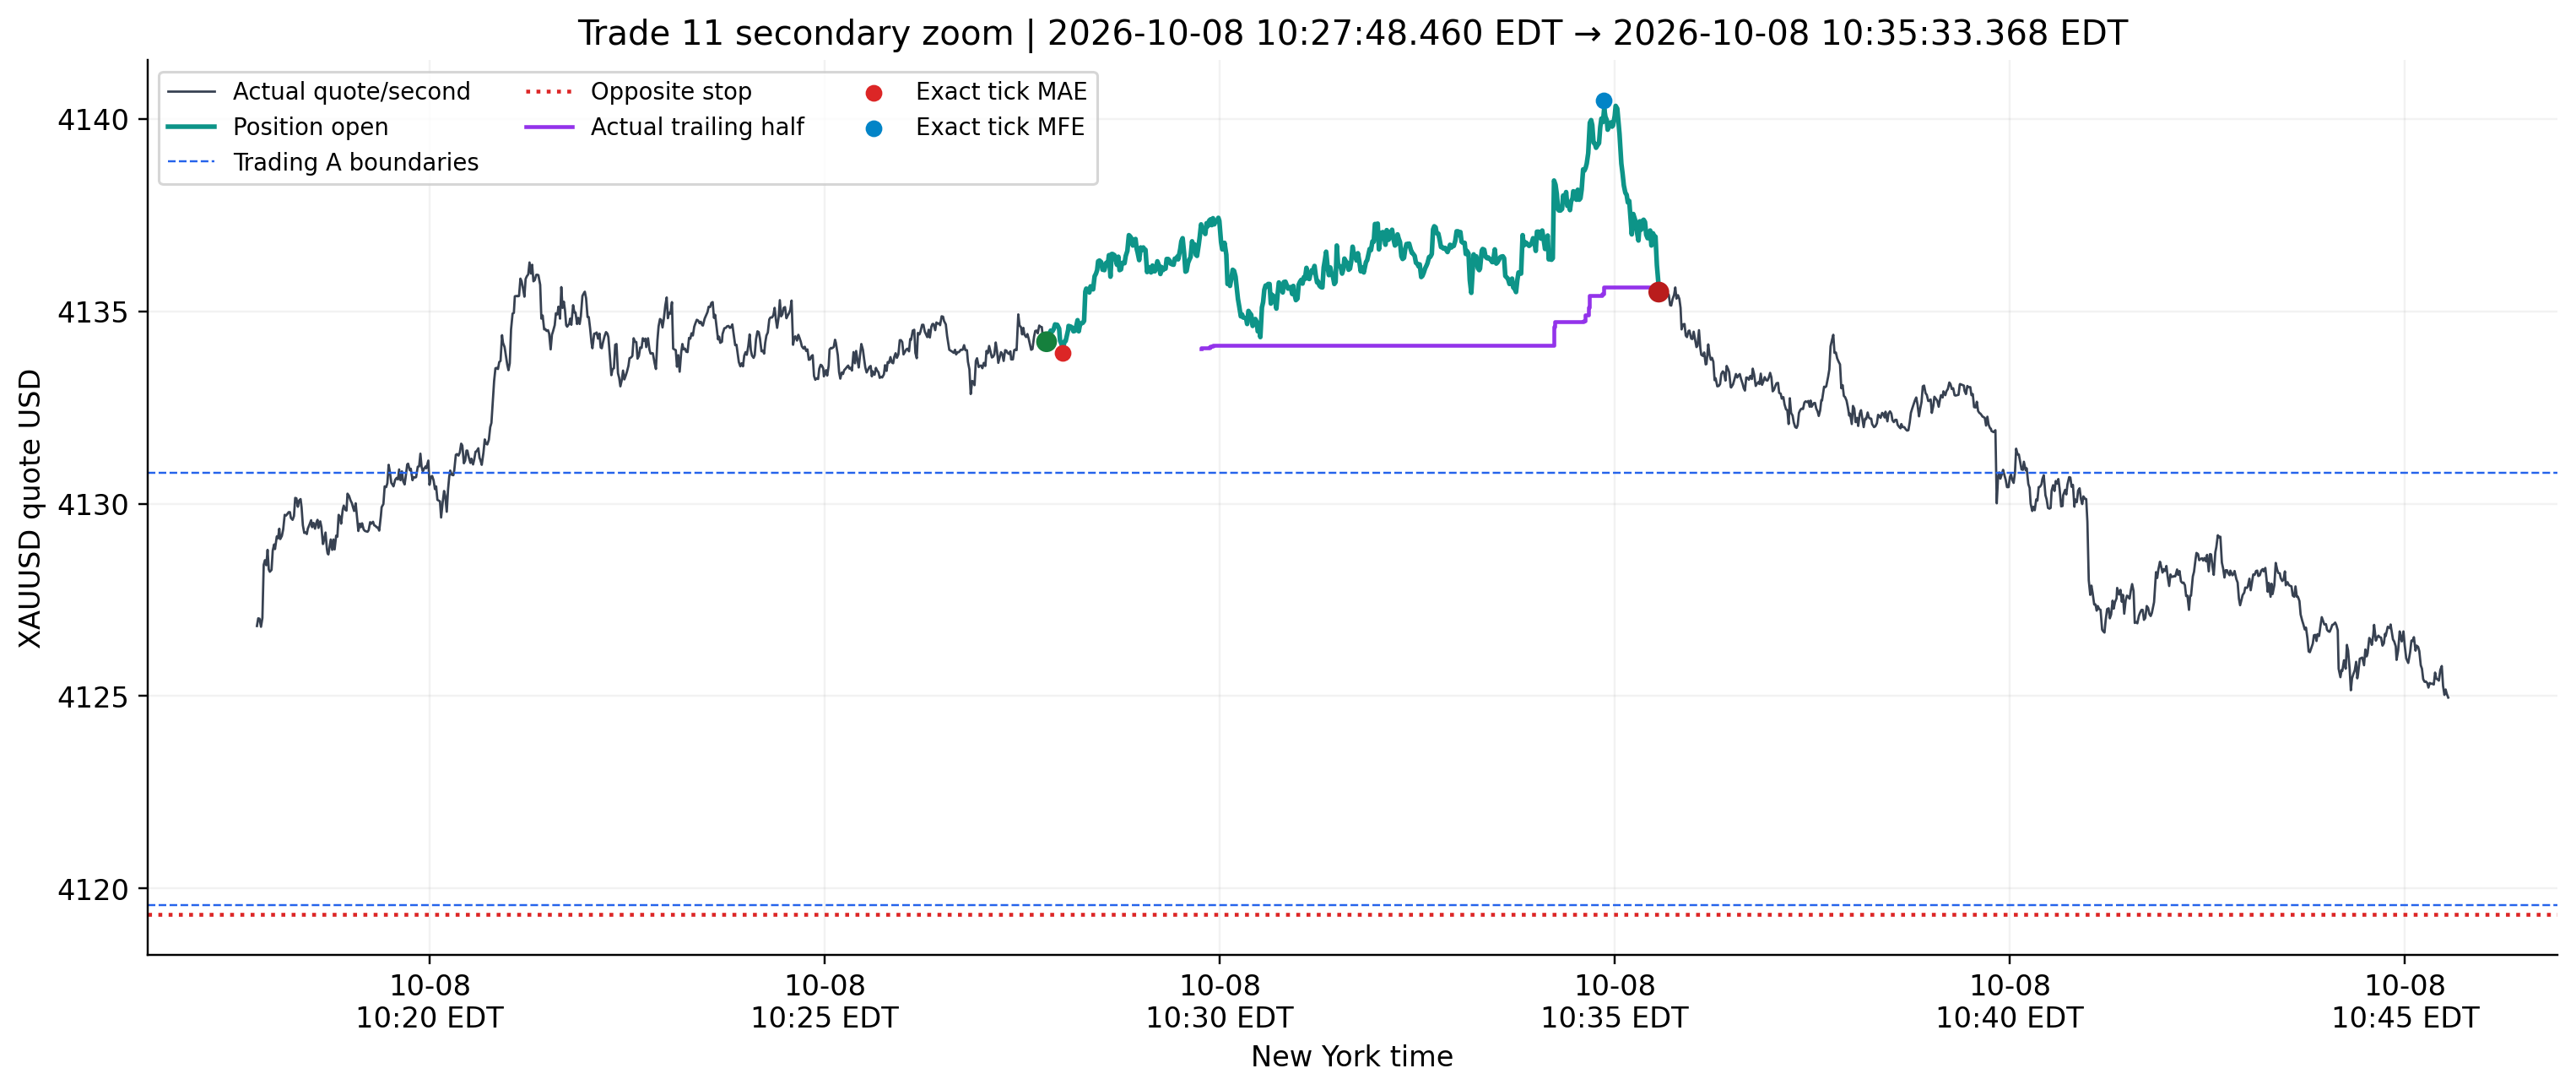 Trade 11 secondary zoom | 2026-10-08 10:27:48.460 EDT → 2026-10-08 10:35:33.368 EDT
Actual quote/second
Position open
Trading A boundaries
Opposite stop
Actual trailing half
Exact tick MAE
Exact tick MFE
XAUUSD quote USD
4140
4135
4130
4125
4120
10-08
10:20 EDT
10-08
10:25 EDT
10-08
10:30 EDT
10-08
10:35 EDT
10-08
10:40 EDT
10-08
10:45 EDT
New York time